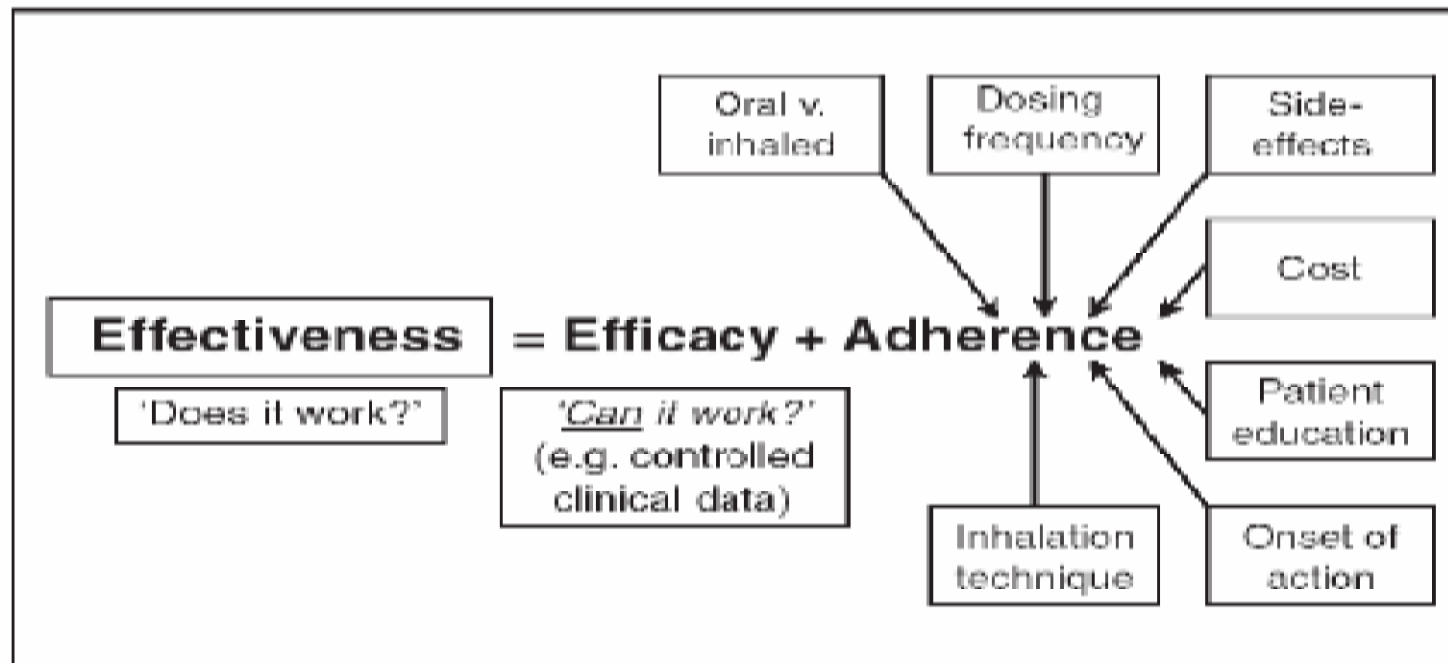 Oral v.
inhaled
Dosing
frequency
Side-
effects
Cost
Effectiveness = Efficacy + Adherence
'Does it work?'
'Can it work?'
(e.g. controlled
clinical data)
Patient
education
Inhalation
technique
Onset of
action